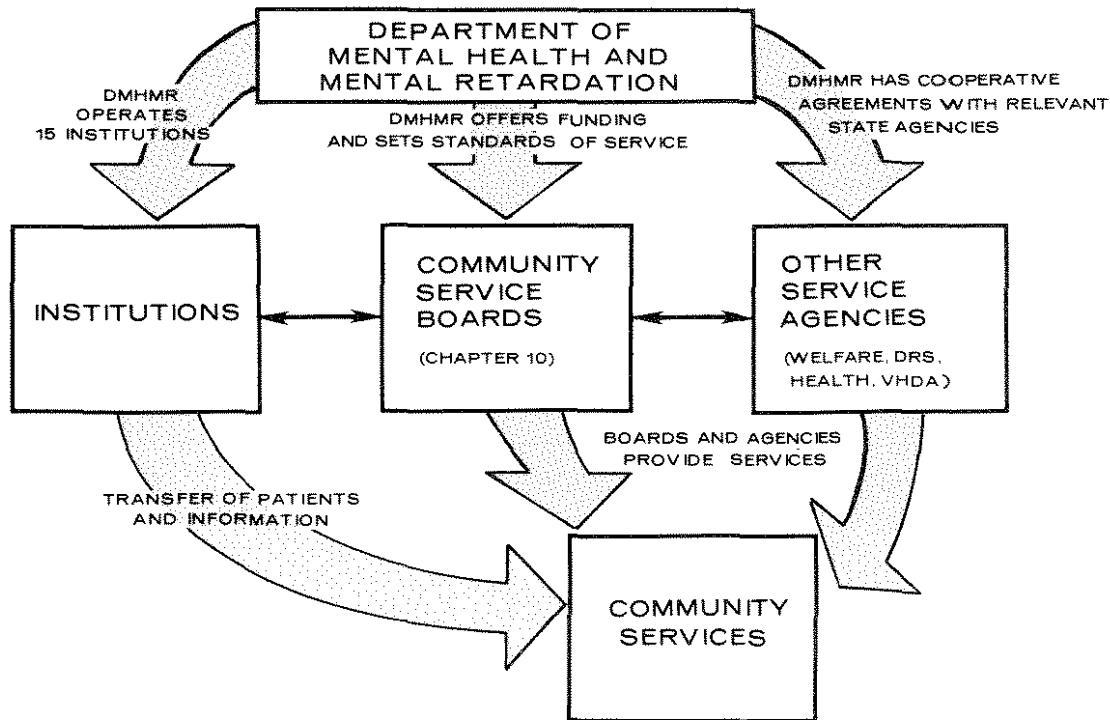 DEPARTMENT OF
MENTAL HEALTH AND
MENTAL RETARDATION
DMHMR
OPERATES
15 INSTITUTIONS
DMHMR OFFERS FUNDING
AND SETS STANDARDS OF SERVICE
DMHMR HAS COOPERATIVE
AGREEMENTS WITH RELEVANT
STATE AGENCIES
INSTITUTIONS
COMMUNITY
SERVICE
BOARDS
(CHAPTER 10)
OTHER
SERVICE
AGENCIES
(WELFARE, DRS,
HEALTH, VHDA)
BOARDS AND AGENCIES
PROVIDE SERVICES
TRANSFER OF PATIENTS
AND INFORMATION
COMMUNITY
SERVICES